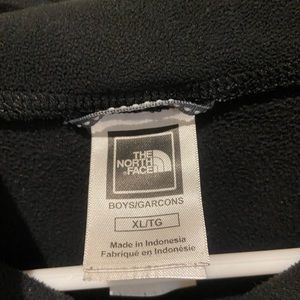 THE
NORTH
FACE
BOYS/GARCONS
XL/TG
Made in Indonesia
Fabriqué en Indonésie